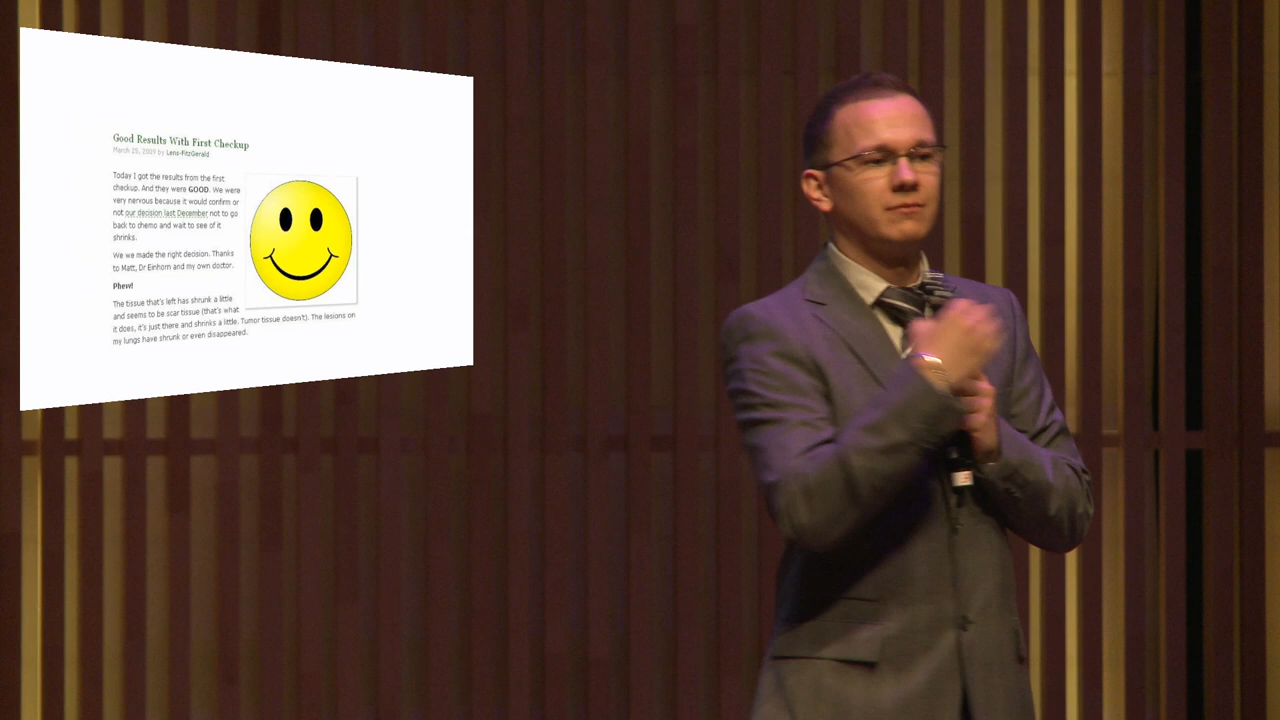 Good Results With First Checkup
March 25, 2009 by Lens-FitzGerald
Today I got the results from the first
checkup. And they were GOOD. We were
very nervous because it would confirm or
not our decision last December not to go
back to chemo and wait to see of it
shrinks.
We we made the right decision. Thanks
to Matt, Dr Einhorn and my own doctor.
Phew!
The tissue that's left has shrunk a little
and seems to be scar tissue (that's what
it does, it's just there and shrinks a little. Tumor tissue doesn't). The lesions on
my lungs have shrunk or even disappeared.